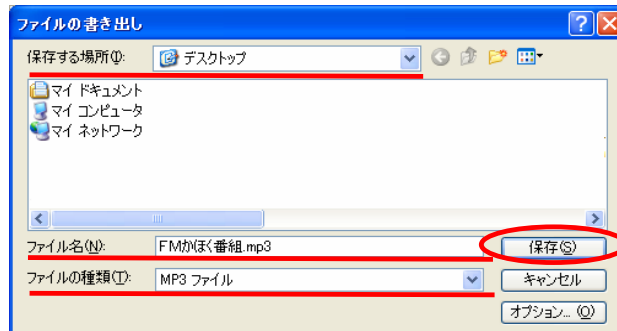 ファイルの書き出し
保存する場所(I):
デスクトップ
マイ ドキュメント
マイ コンピュータ
マイ ネットワーク
ファイル名(N):
FMかほく番組.mp3
保存(S)
ファイルの種類(T):
MP3 ファイル
キャンセル
オプション... (O)